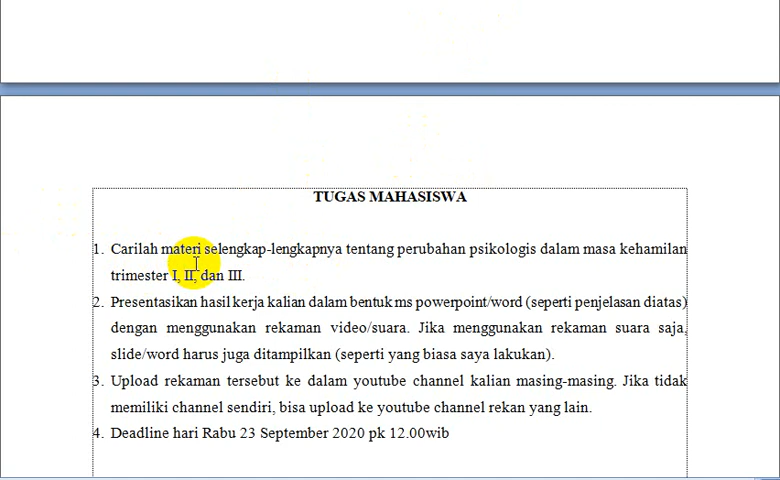 TUGAS MAHASISWA
1. Carilah materi selengkap-lengkapnya tentang perubahan psikologis dalam masa kehamilan
trimester I, II, dan III.
2. Presentasikan hasil kerja kalian dalam bentuk ms powerpoint/word (seperti penjelasan diatas)
dengan menggunakan rekaman video/suara. Jika menggunakan rekaman suara saja,
slide/word harus juga ditampilkan (seperti yang biasa saya lakukan).
3. Upload rekaman tersebut ke dalam youtube channel kalian masing-masing. Jika tidak
memiliki channel sendiri, bisa upload ke youtube channel rekan yang lain.
4. Deadline hari Rabu 23 September 2020 pk 12.00wib